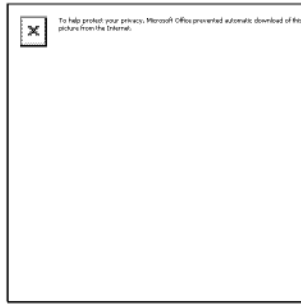 To help protect your privacy, Microsoft Office prevented automatic download of this
picture from the Internet.